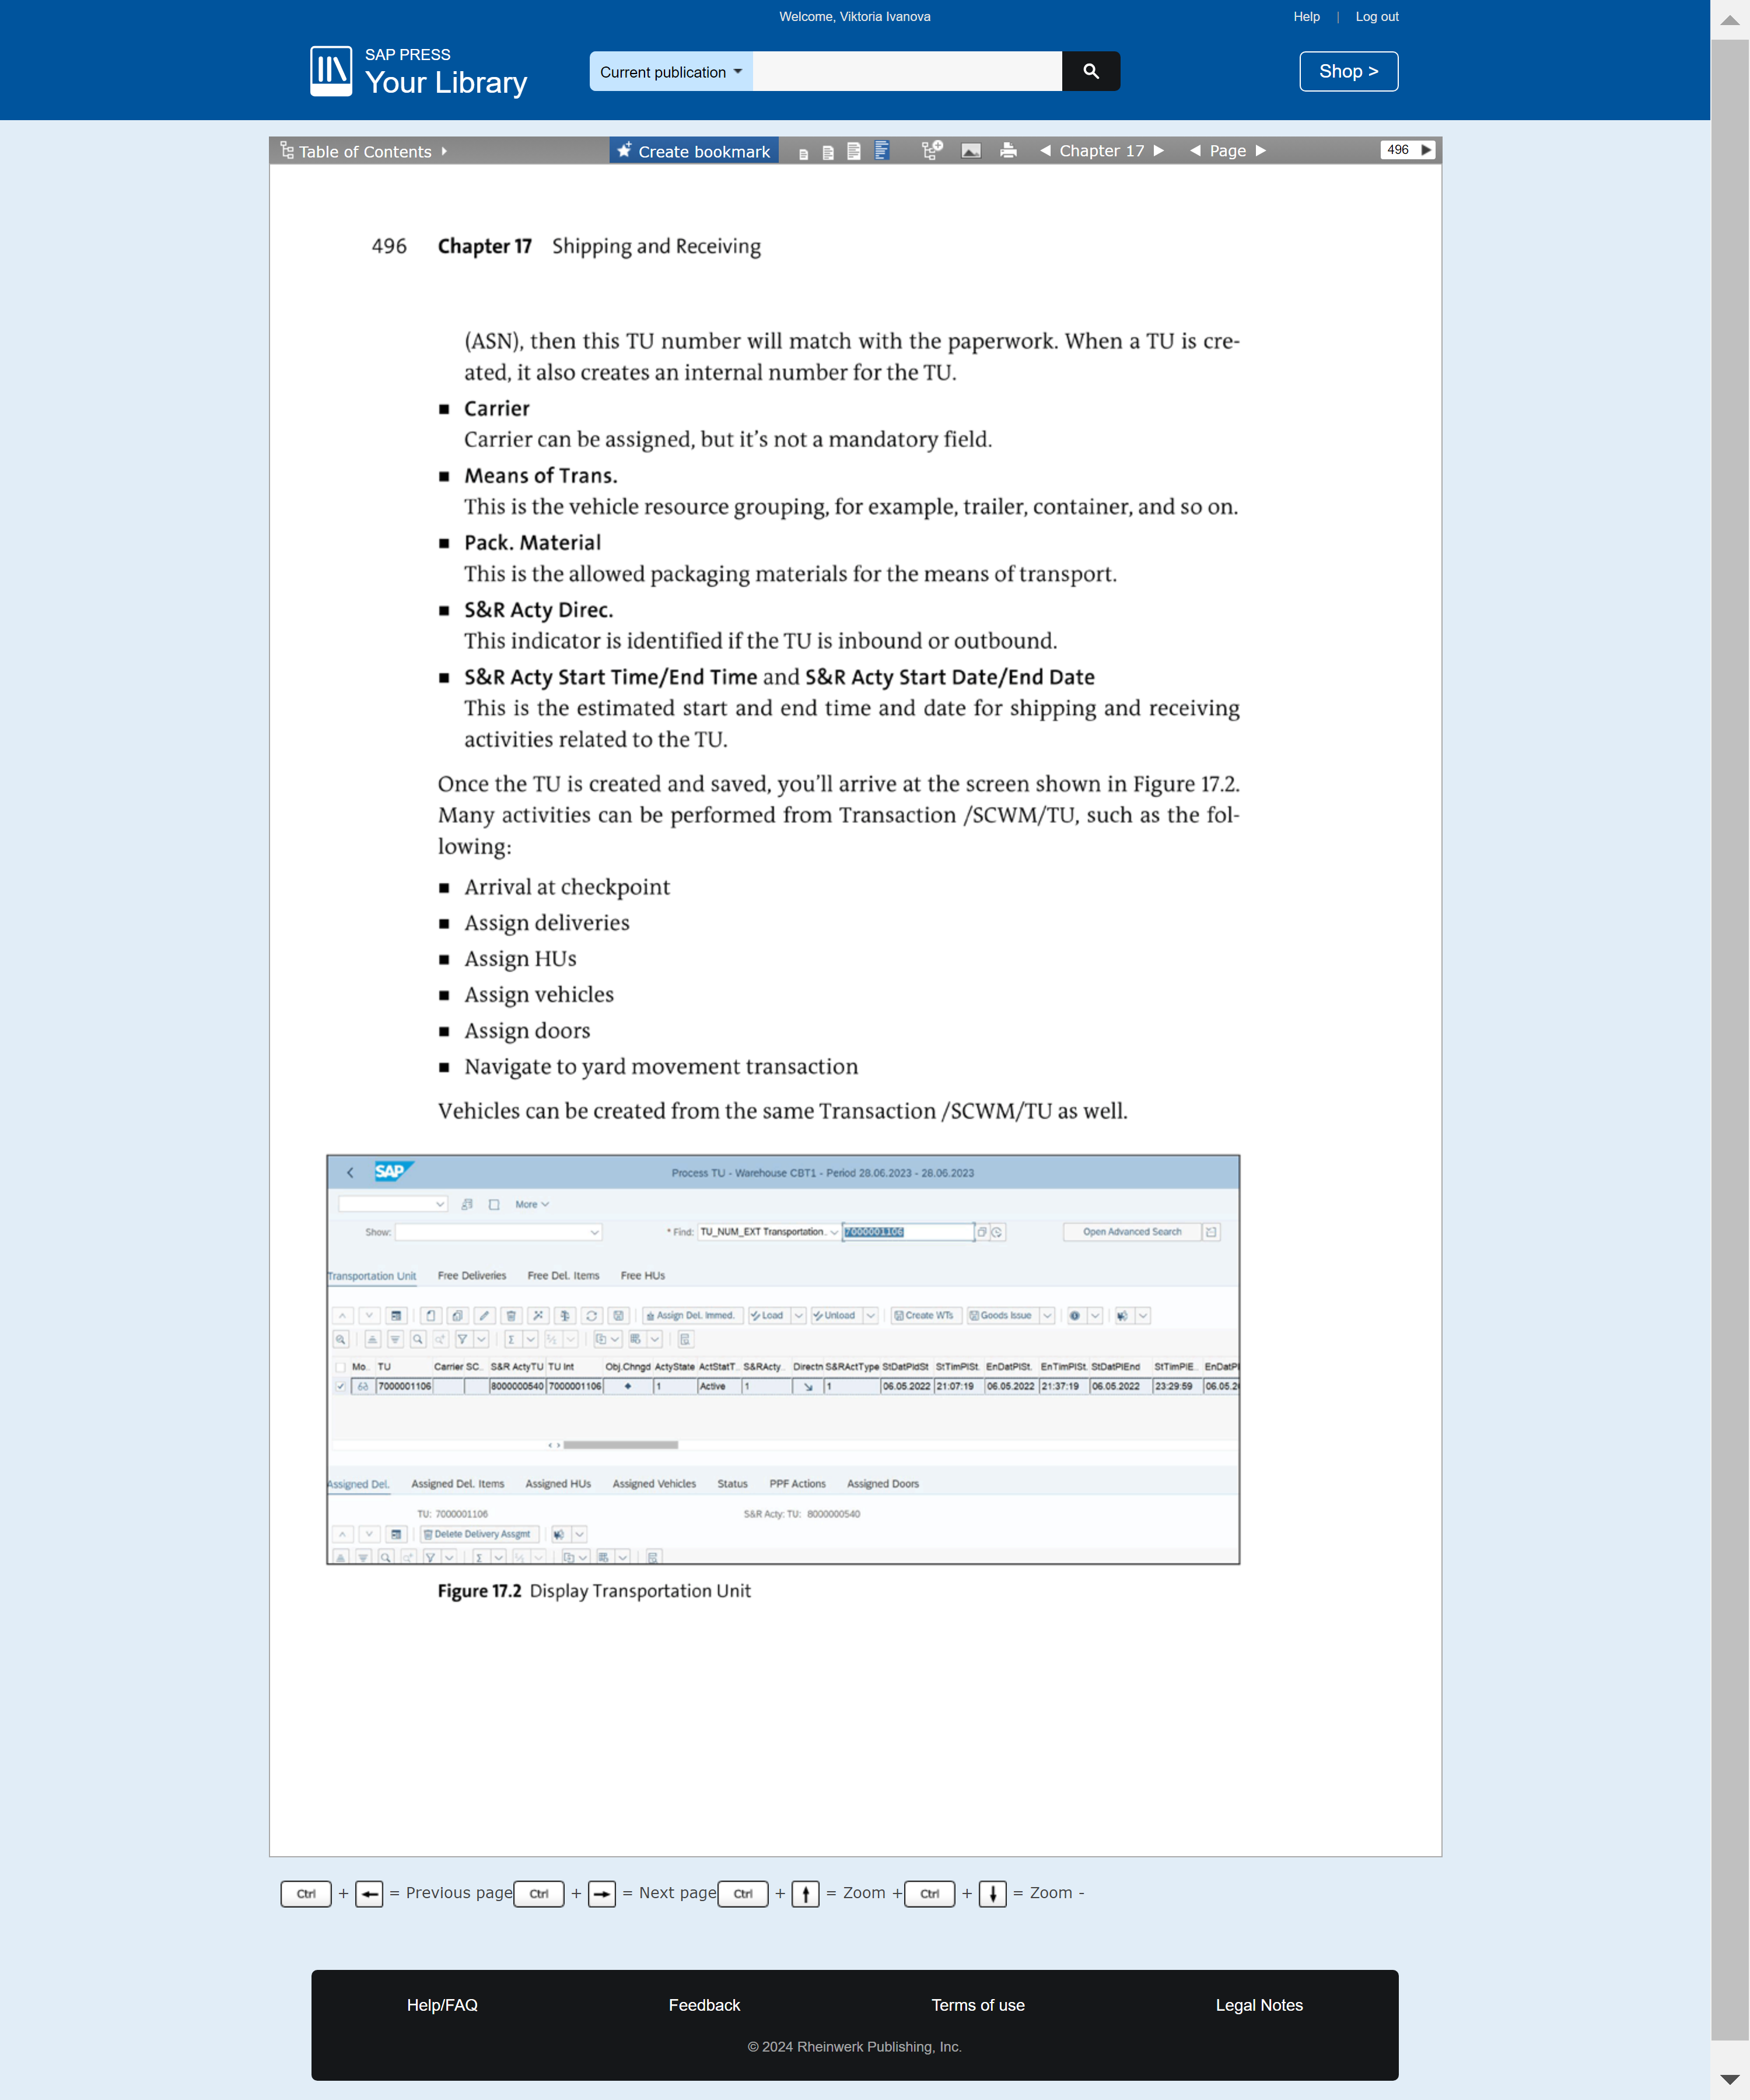 Welcome, Viktoria Ivanova
Help | Log out
SAP PRESS
Your Library
Current publication
Shop >
Table of Contents
Create bookmark
Chapter 17
Page
496
496 Chapter 17 Shipping and Receiving
(ASN), then this TU number will match with the paperwork. When a TU is cre-
ated, it also creates an internal number for the TU.
■ Carrier
Carrier can be assigned, but it's not a mandatory field.
■ Means of Trans.
This is the vehicle resource grouping, for example, trailer, container, and so on.
■ Pack. Material
This is the allowed packaging materials for the means of transport.
■ S&R Acty Direc.
This indicator is identified if the TU is inbound or outbound.
■ S&R Acty Start Time/End Time and S&R Acty Start Date/End Date
This is the estimated start and end time and date for shipping and receiving
activities related to the TU.
Once the TU is created and saved, you'll arrive at the screen shown in Figure 17.2.
Many activities can be performed from Transaction /SCWM/TU, such as the fol-
lowing:
■ Arrival at checkpoint
■ Assign deliveries
■ Assign HUs
■ Assign vehicles
■ Assign doors
■ Navigate to yard movement transaction
Vehicles can be created from the same Transaction /SCWM/TU as well.
SAP
Process TU - Warehouse CBT1 - Period 28.06.2023 - 28.06.2023
More
Show: * Find: TU_NUM_EXT Transportation.. 7000001106 Open Advanced Search
Transportation Unit Free Deliveries Free Del. Items Free HUs
Assign Del. Immed. Load Unload Create WTs Goods Issue
Mo.. TU Carrier SC.. S&R ActyTU TU Int Obj.Chngd ActyState ActStatT.. S&RActy.. Directn S&RActType StDatPldSt StTimPlSt. EnDatPlSt. EnTimPlSt. StDatPlEnd StTimPlE.. EnDatPl
7000001106 8000000540 7000001106 1 Active 1 1 06.05.2022 21:07:19 06.05.2022 21:37:19 06.05.2022 23:29:59 06.05.2
Assigned Del. Assigned Del. Items Assigned HUs Assigned Vehicles Status PPF Actions Assigned Doors
TU: 7000001106 S&R Acty: TU: 8000000540
Delete Delivery Assgmt
Figure 17.2 Display Transportation Unit
Ctrl + ← = Previous page Ctrl + → = Next page Ctrl + ↑ = Zoom + Ctrl + ↓ = Zoom -
Help/FAQ Feedback Terms of use Legal Notes
© 2024 Rheinwerk Publishing, Inc.